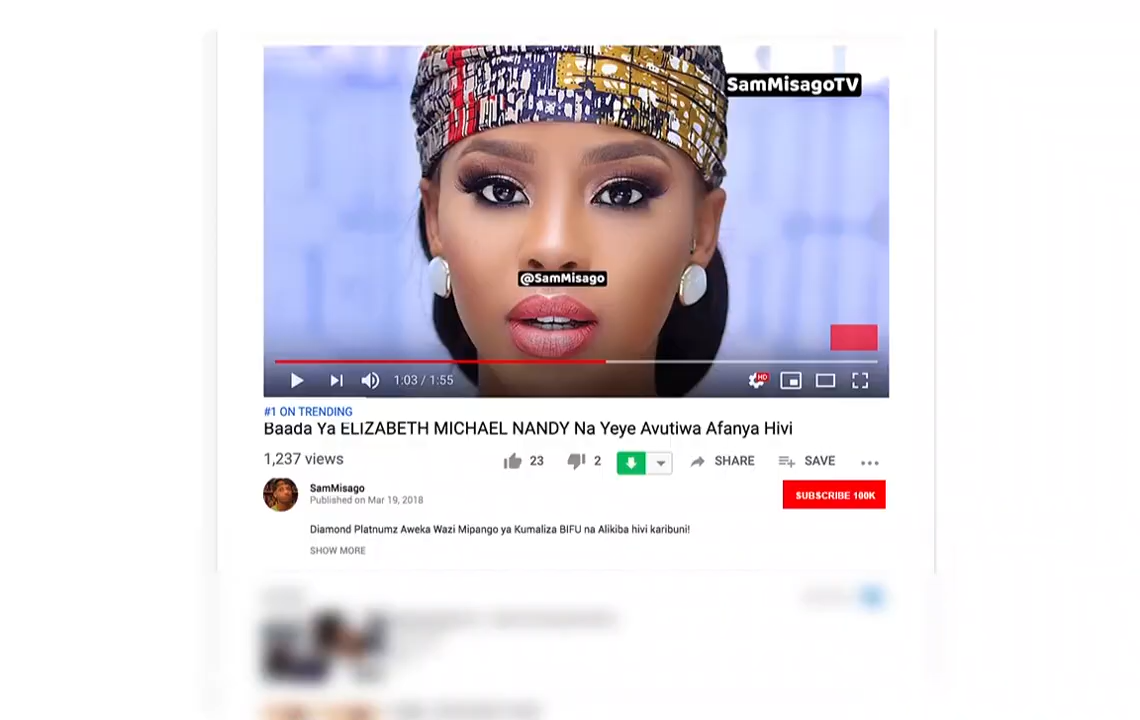 SamMisagoTV
@SamMisago
HD
1:03 / 1:55
#1 ON TRENDING
Baada Ya ELIZABETH MICHAEL NANDY Na Yeye Avutiwa Afanya Hivi
1,237 views
23
2
SHARE
SAVE
SamMisago
SUBSCRIBE 100K
Published on Mar 19, 2018
Diamond Platnumz Aweka Wazi Mipango ya Kumaliza BIFU na Alikiba hivi karibuni!
SHOW MORE